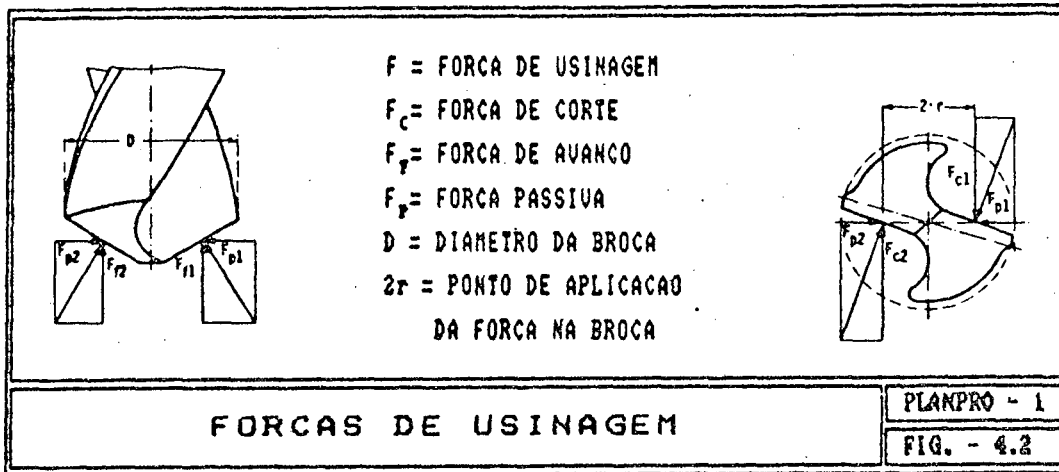 D
F = FORCA DE USINAGEM
Fc= FORCA DE CORTE
Ff= FORCA DE AVANCO
Fp= FORCA PASSIVA
D = DIAMETRO DA BROCA
2r = PONTO DE APLICACAO
DA FORCA NA BROCA
Fp2
Ff2
Ff1
Fp1
2·r
Fc1
Fp1
Fp2
Fc2
FORCAS DE USINAGEM
PLANPRO - 1
FIG. - 4.2